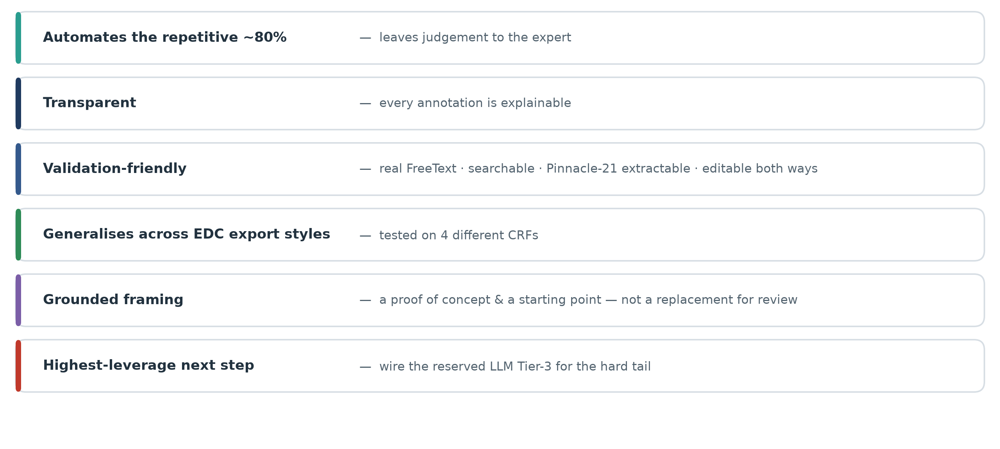 Automates the repetitive ~80% — leaves judgement to the expert
Transparent — every annotation is explainable
Validation-friendly — real FreeText · searchable · Pinnacle-21 extractable · editable both ways
Generalises across EDC export styles — tested on 4 different CRFs
Grounded framing — a proof of concept & a starting point — not a replacement for review
Highest-leverage next step — wire the reserved LLM Tier-3 for the hard tail